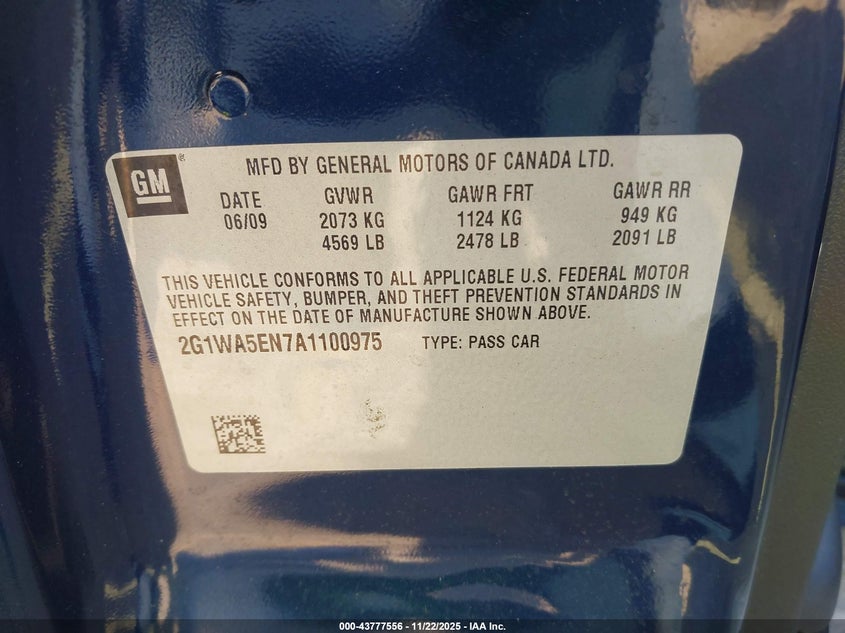 GM
®
MFD BY GENERAL MOTORS OF CANADA LTD.
DATE GVWR GAWR FRT GAWR RR
06/09 2073 KG 1124 KG 949 KG
4569 LB 2478 LB 2091 LB
THIS VEHICLE CONFORMS TO ALL APPLICABLE U.S. FEDERAL MOTOR
VEHICLE SAFETY, BUMPER, AND THEFT PREVENTION STANDARDS IN
EFFECT ON THE DATE OF MANUFACTURE SHOWN ABOVE.
2G1WA5EN7A1100975 TYPE: PASS CAR
000-43777556 - 11/22/2025 - IAA Inc.